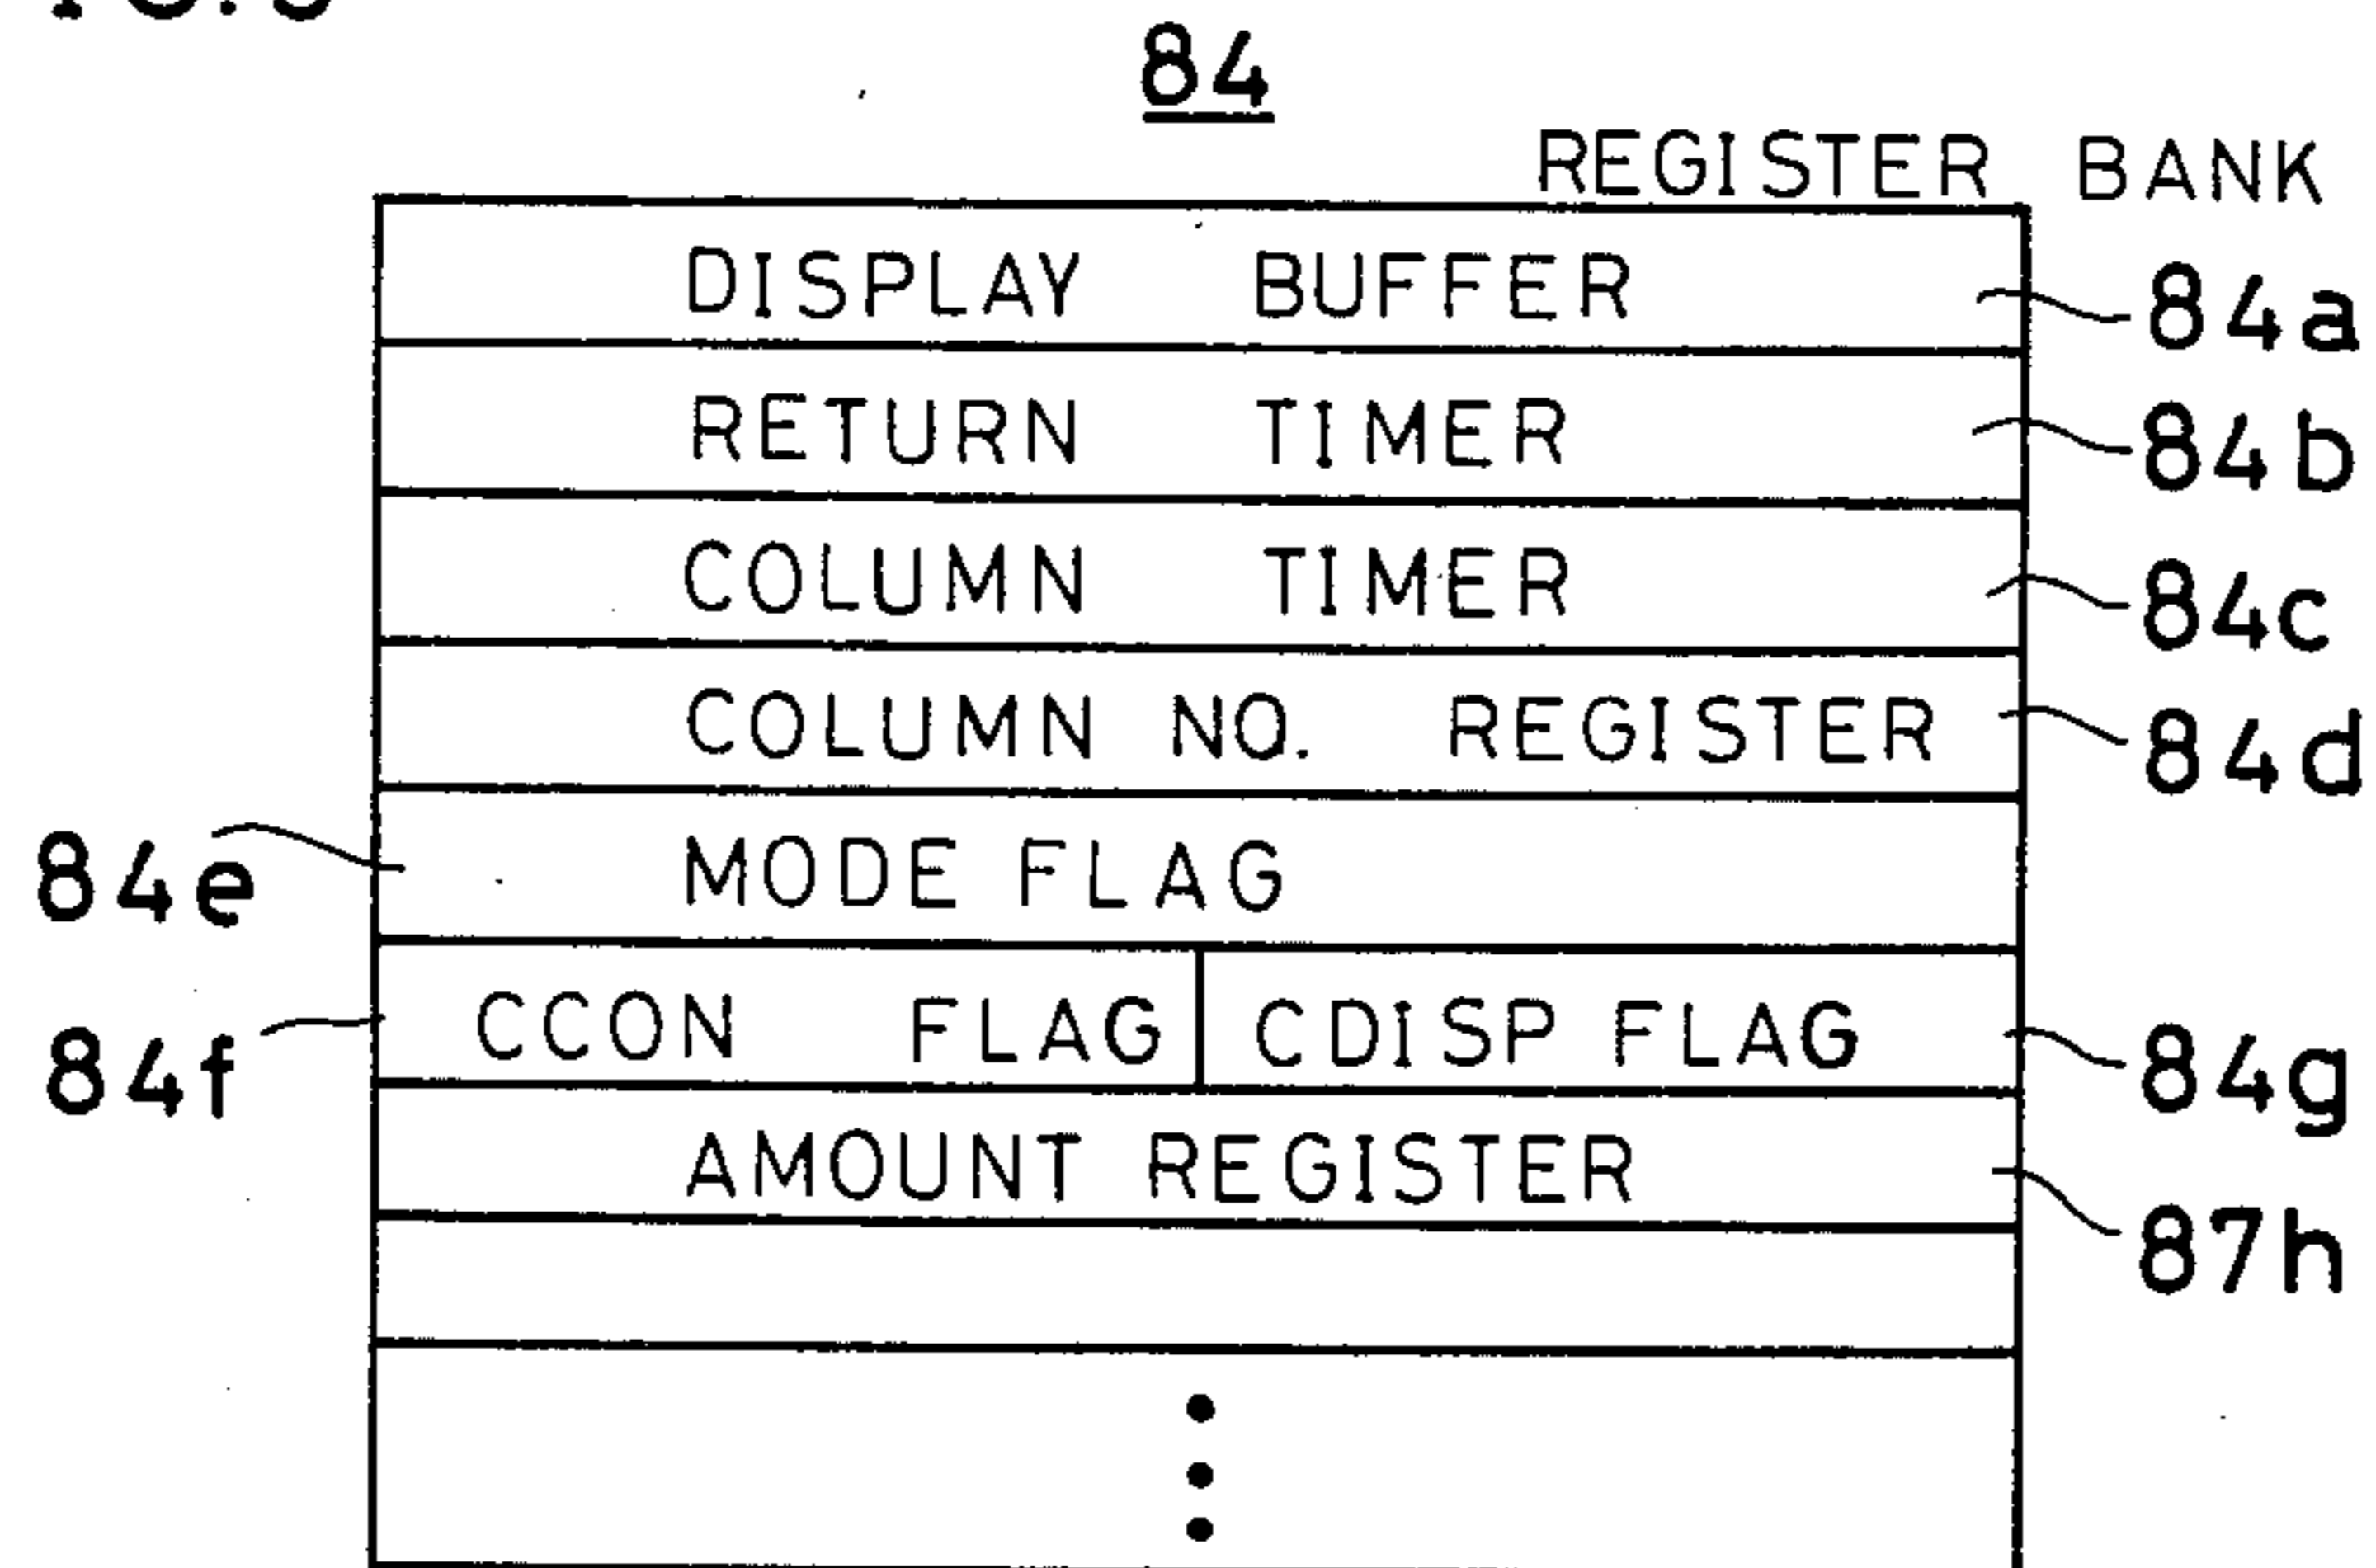 84
REGISTER BANK
DISPLAY BUFFER 84a
RETURN TIMER 84b
COLUMN TIMER 84c
COLUMN NO. REGISTER 84d
84e MODE FLAG
84f CCON FLAG CDISP FLAG 84g
AMOUNT REGISTER 87h